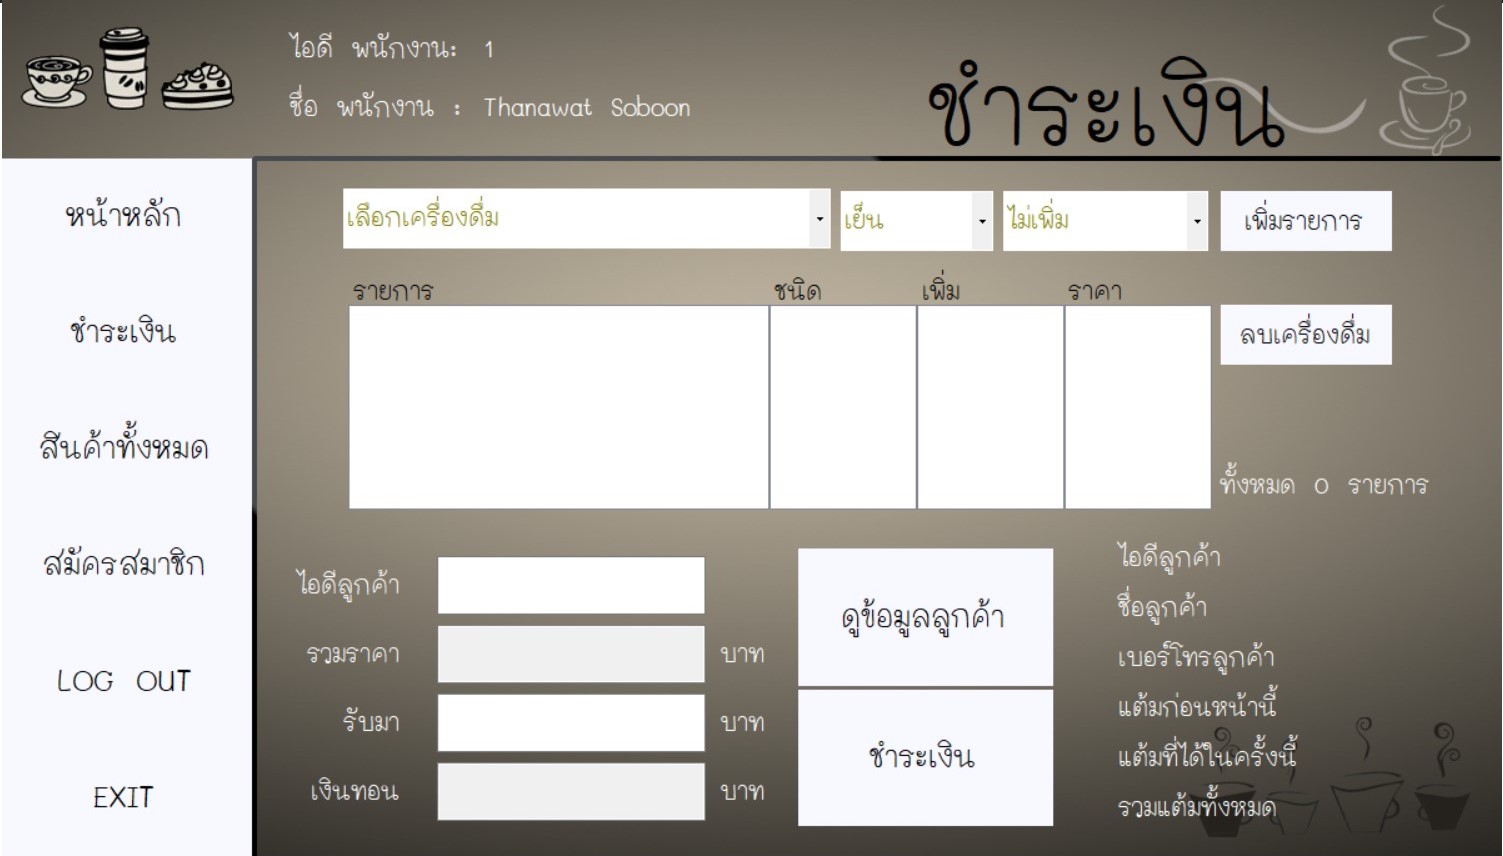 ไอดี พนักงาน: 1
ชื่อ พนักงาน : Thanawat Soboon
ชำระเงิน
หน้าหลัก
ชำระเงิน
สินค้าทั้งหมด
สมัครสมาชิก
LOG OUT
EXIT
เลือกเครื่องดื่ม เย็น ไม่เพิ่ม เพิ่มรายการ
รายการ ชนิด เพิ่ม ราคา
ลบเครื่องดื่ม
ทั้งหมด 0 รายการ
ไอดีลูกค้า
รวมราคา บาท
รับมา บาท
เงินทอน บาท
ดูข้อมูลลูกค้า
ชำระเงิน
ไอดีลูกค้า
ชื่อลูกค้า
เบอร์โทรลูกค้า
แต้มก่อนหน้านี้
แต้มที่ได้ในครั้งนี้
รวมแต้มทั้งหมด